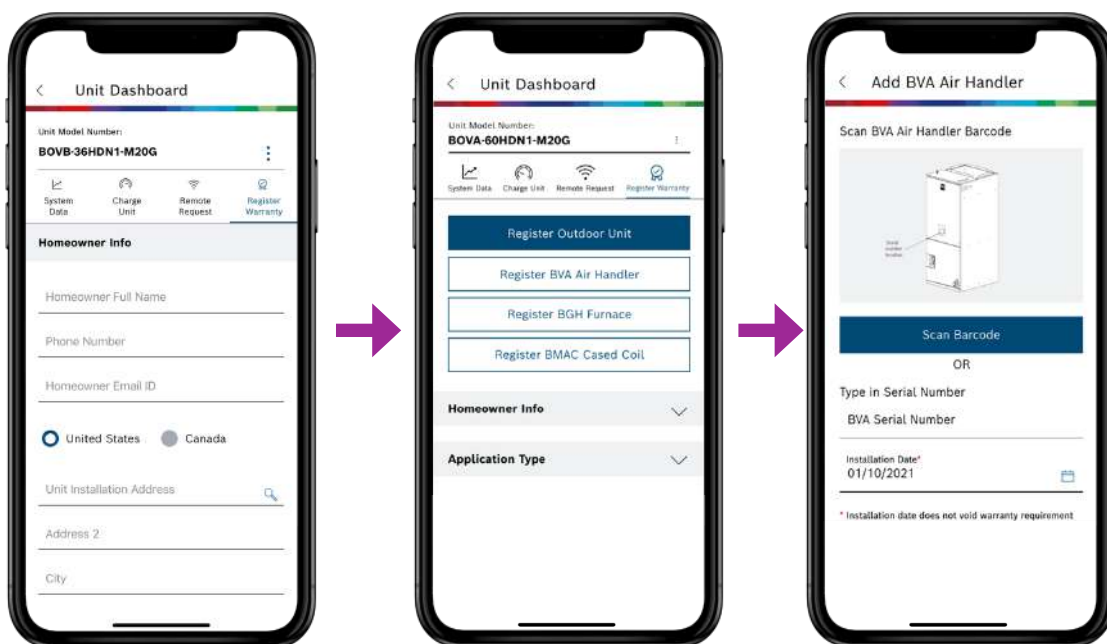 Unit Dashboard
Unit Model Number:
BOVB-36HDN1-M20G
System Data
Charge Unit
Remote Request
Register Warranty
Homeowner Info
Homeowner Full Name
Phone Number
Homeowner Email ID
United States
Canada
Unit Installation Address
Address 2
City
Unit Dashboard
Unit Model Number:
BOVA-60HDN1-M20G
System Data
Charge Unit
Remote Request
Register Warranty
Register Outdoor Unit
Register BVA Air Handler
Register BGH Furnace
Register BMAC Cased Coil
Homeowner Info
Application Type
Add BVA Air Handler
Scan BVA Air Handler Barcode
Scan Barcode
OR
Type in Serial Number
BVA Serial Number
Installation Date*
01/10/2021
* Installation date does not void warranty requirement